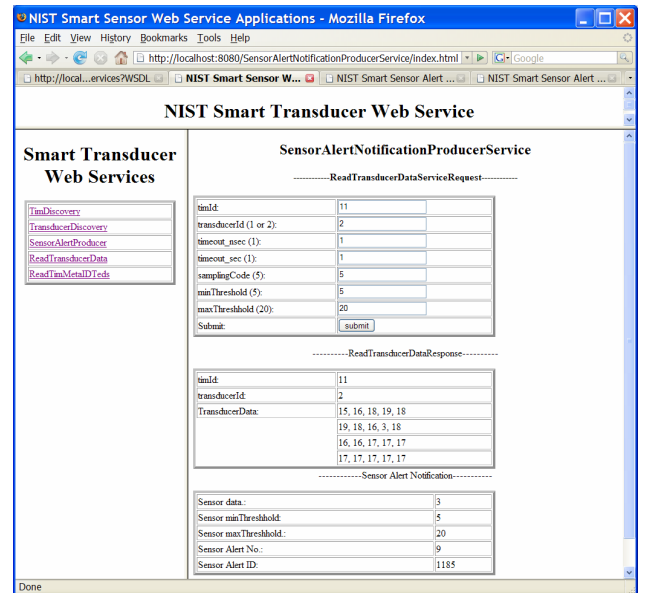 NIST Smart Sensor Web Service Applications - Mozilla Firefox
File Edit View History Bookmarks Tools Help
http://localhost:8080/SensorAlertNotificationProducerService/index.html
Google
http://local...ervices?WSDL
NIST Smart Sensor W...
NIST Smart Sensor Alert ...
NIST Smart Sensor Alert ...
NIST Smart Transducer Web Service
Smart Transducer
Web Services
TimDiscovery
TransducerDiscovery
SensorAlertProducer
ReadTransducerData
ReadTimMetaIDTeds
SensorAlertNotificationProducerService
------------ReadTransducerDataServiceRequest------------
timId: 11
transducerId (1 or 2): 2
timeout_nsec (1): 1
timeout_sec (1): 1
samplingCode (5): 5
minThreshold (5): 5
maxThreshhold (20): 20
Submit: submit
----------ReadTransducerDataResponse----------
timId: 11
transducerId: 2
TransducerData: 15, 16, 18, 19, 18
19, 18, 16, 3, 18
16, 16, 17, 17, 17
17, 17, 17, 17, 17
------------Sensor Alert Notification-----------
Sensor data.: 3
Sensor minThreshhold: 5
Sensor maxThreshhold.: 20
Sensor Alert No.: 9
Sensor Alert ID: 1185
Done